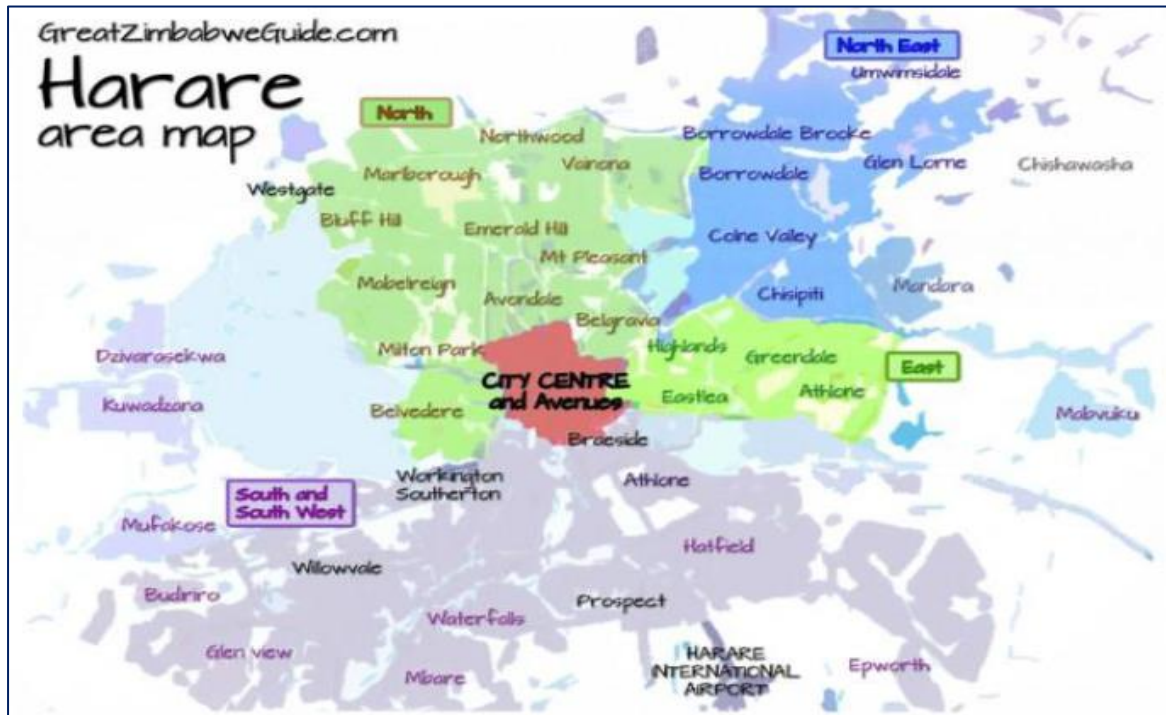 GreatZimbabweGuide.com
Harare
area map
North East
Umwimsidale
North
Northwood
Borrowdale Brooke
Vainona
Glen Lorne
Chishawasha
Marlborough
Borrowdale
Westgate
Bluff Hill
Emerald Hill
Colne Valley
Mt Pleasant
Mabelreign
Avondale
Chisipiti
Mandara
Belgravia
Milton Park
Highlands
Greendale
Dzivarasekwa
East
CITY CENTRE
and Avenues
Eastlea
Athlone
Kuwadzana
Belvedere
Mabvuku
Braeside
Workington
Southerton
Athlone
South and
South West
Mufakose
Hatfield
Willowvale
Budiriro
Prospect
Waterfalls
Glen view
Mbare
HARARE
INTERNATIONAL
AIRPORT
Epworth